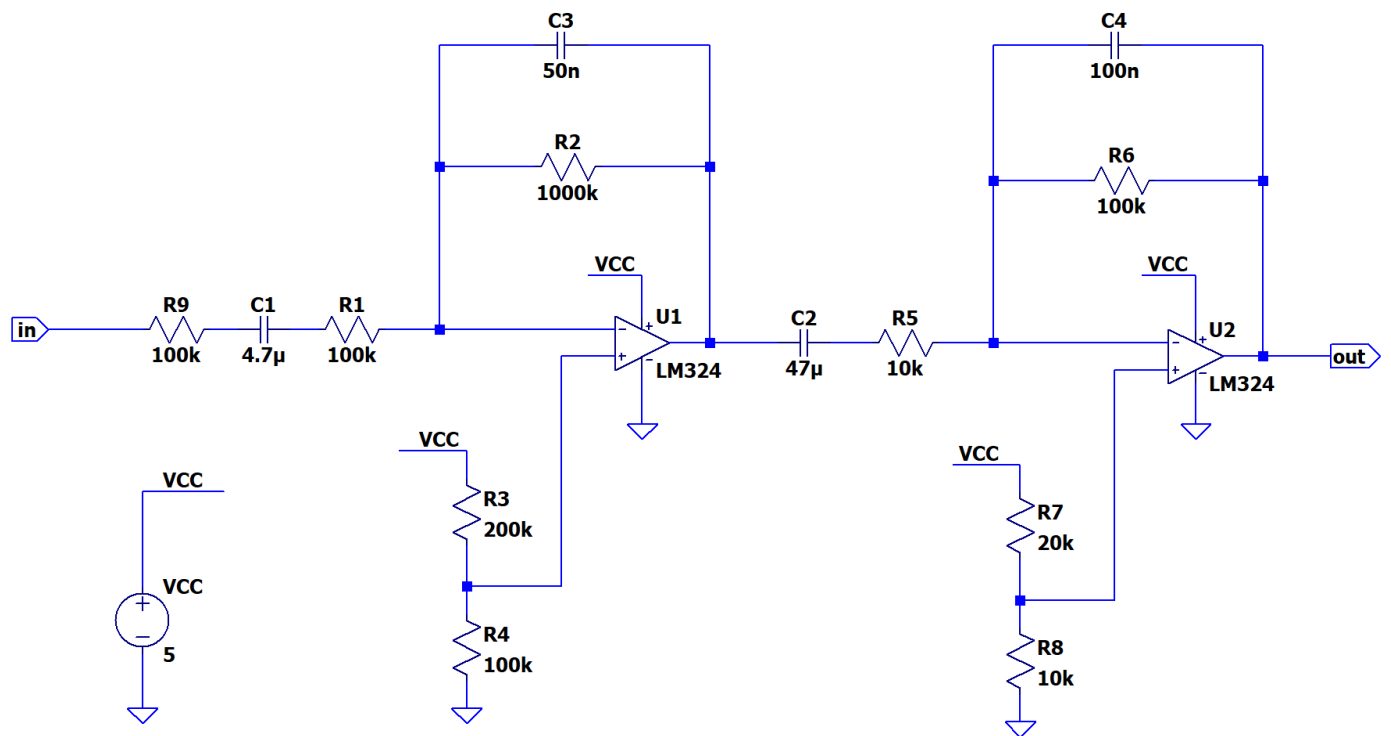 C3
50n
C4
100n
R2
1000k
R6
100k
VCC
VCC
in
R9
100k
C1
4.7µ
R1
100k
U1
LM324
C2
47µ
R5
10k
U2
LM324
out
VCC
R3
200k
R4
100k
VCC
R7
20k
R8
10k
VCC
VCC
5